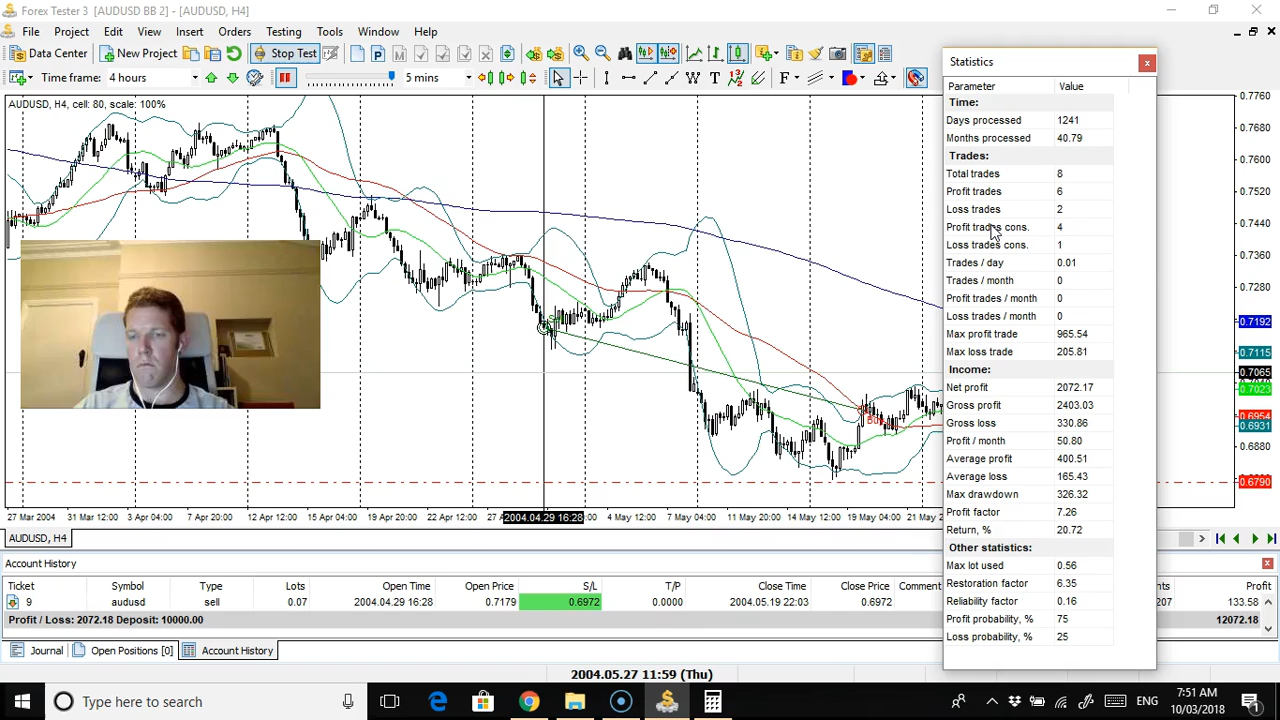 Forex Tester 3 [AUDUSD BB 2] - [AUDUSD, H4]
File Project Edit View Insert Orders Testing Tools Window Help
Data Center New Project Stop Test
Time frame: 4 hours 5 mins T F
AUDUSD, H4, cell: 80, scale: 100%
0.7760
0.7680
0.7600
0.7520
0.7440
0.7360
0.7280
0.7192
0.7115
0.7065
0.7023
0.6954
0.6931
0.6880
0.6790
27 Mar 2004 31 Mar 12:00 3 Apr 04:00 7 Apr 20:00 12 Apr 12:00 15 Apr 04:00 19 Apr 20:00 22 Apr 12:00 2004.04.29 16:28 4 May 12:00 7 May 04:00 11 May 20:00 14 May 12:00 19 May 04:00 21 May
AUDUSD, H4
Statistics
Parameter Value
Time:
Days processed 1241
Months processed 40.79
Trades:
Total trades 8
Profit trades 6
Loss trades 2
Profit trades cons. 4
Loss trades cons. 1
Trades / day 0.01
Trades / month 0
Profit trades / month 0
Loss trades / month 0
Max profit trade 965.54
Max loss trade 205.81
Income:
Net profit 2072.17
Gross profit 2403.03
Gross loss 330.86
Profit / month 50.80
Average profit 400.51
Average loss 165.43
Max drawdown 326.32
Profit factor 7.26
Return, % 20.72
Other statistics:
Max lot used 0.56
Restoration factor 6.35
Reliability factor 0.16
Profit probability, % 75
Loss probability, % 25
Account History
Ticket Symbol Type Lots Open Time Open Price S/L T/P Close Time Close Price Comment Profit
9 audusd sell 0.07 2004.04.29 16:28 0.7179 0.6972 0.0000 2004.05.19 22:03 0.6972 207 133.58
Profit / Loss: 2072.18 Deposit: 10000.00 12072.18
Journal Open Positions [0] Account History
2004.05.27 11:59 (Thu)
Type here to search
ENG
7:51 AM
10/03/2018